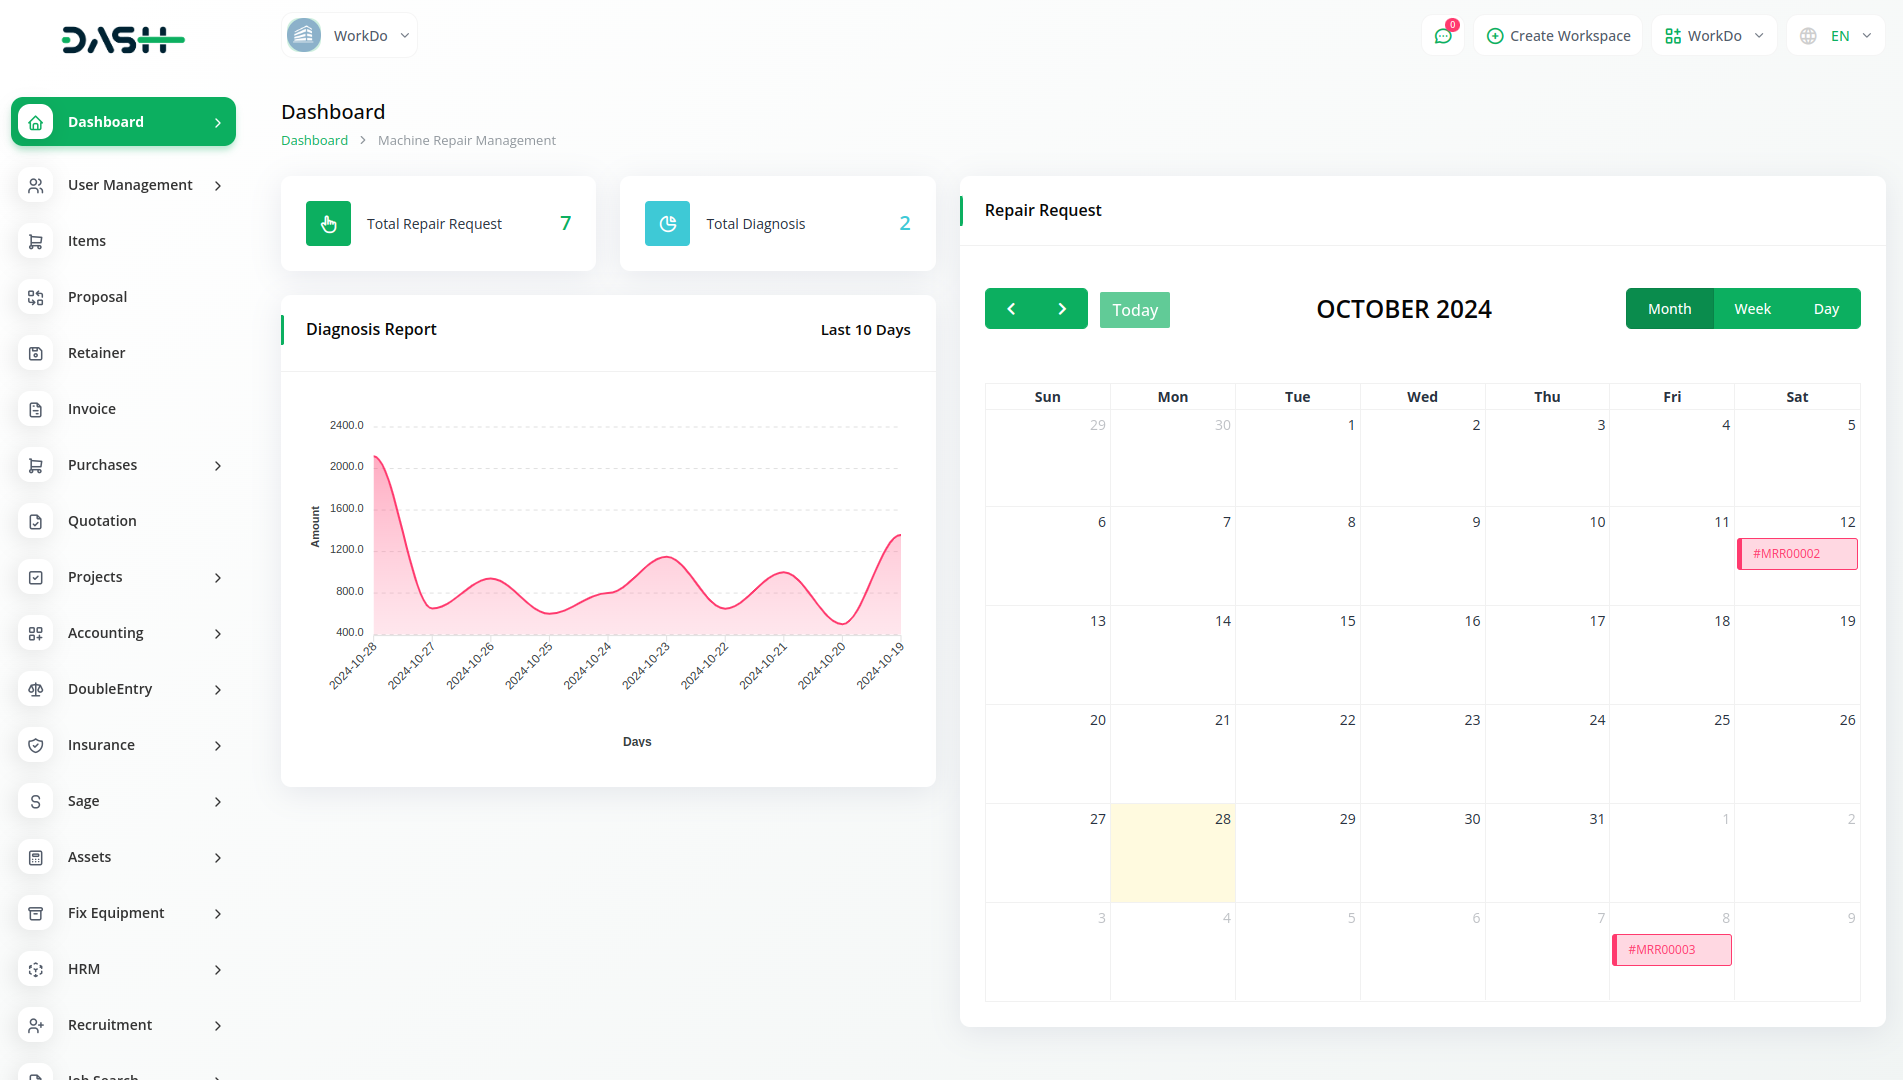 DASH
WorkDo
0
Create Workspace
WorkDo
EN
Dashboard
User Management
Items
Proposal
Retainer
Invoice
Purchases
Quotation
Projects
Accounting
DoubleEntry
Insurance
Sage
Assets
Fix Equipment
HRM
Recruitment
Job Search
Dashboard
Dashboard > Machine Repair Management
Total Repair Request 7
Total Diagnosis 2
Diagnosis Report Last 10 Days
2400.0
2000.0
1600.0
1200.0
800.0
400.0
Amount
2024-10-28 2024-10-27 2024-10-26 2024-10-25 2024-10-24 2024-10-23 2024-10-22 2024-10-21 2024-10-20 2024-10-19
Days
Repair Request
Today
OCTOBER 2024
Month Week Day
Sun Mon Tue Wed Thu Fri Sat
29 30 1 2 3 4 5
6 7 8 9 10 11 12
#MRR00002
13 14 15 16 17 18 19
20 21 22 23 24 25 26
27 28 29 30 31 1 2
3 4 5 6 7 8 9
#MRR00003